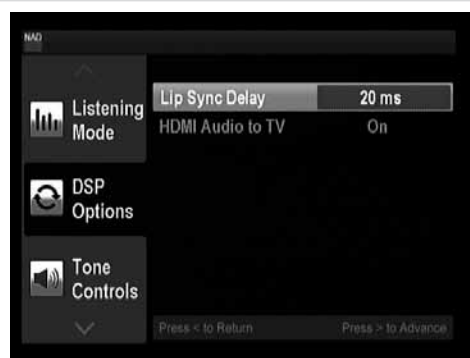 NAD
Listening
Mode
DSP
Options
Tone
Controls
Lip Sync Delay 20 ms
HDMI Audio to TV On
Press < to Return Press > to Advance